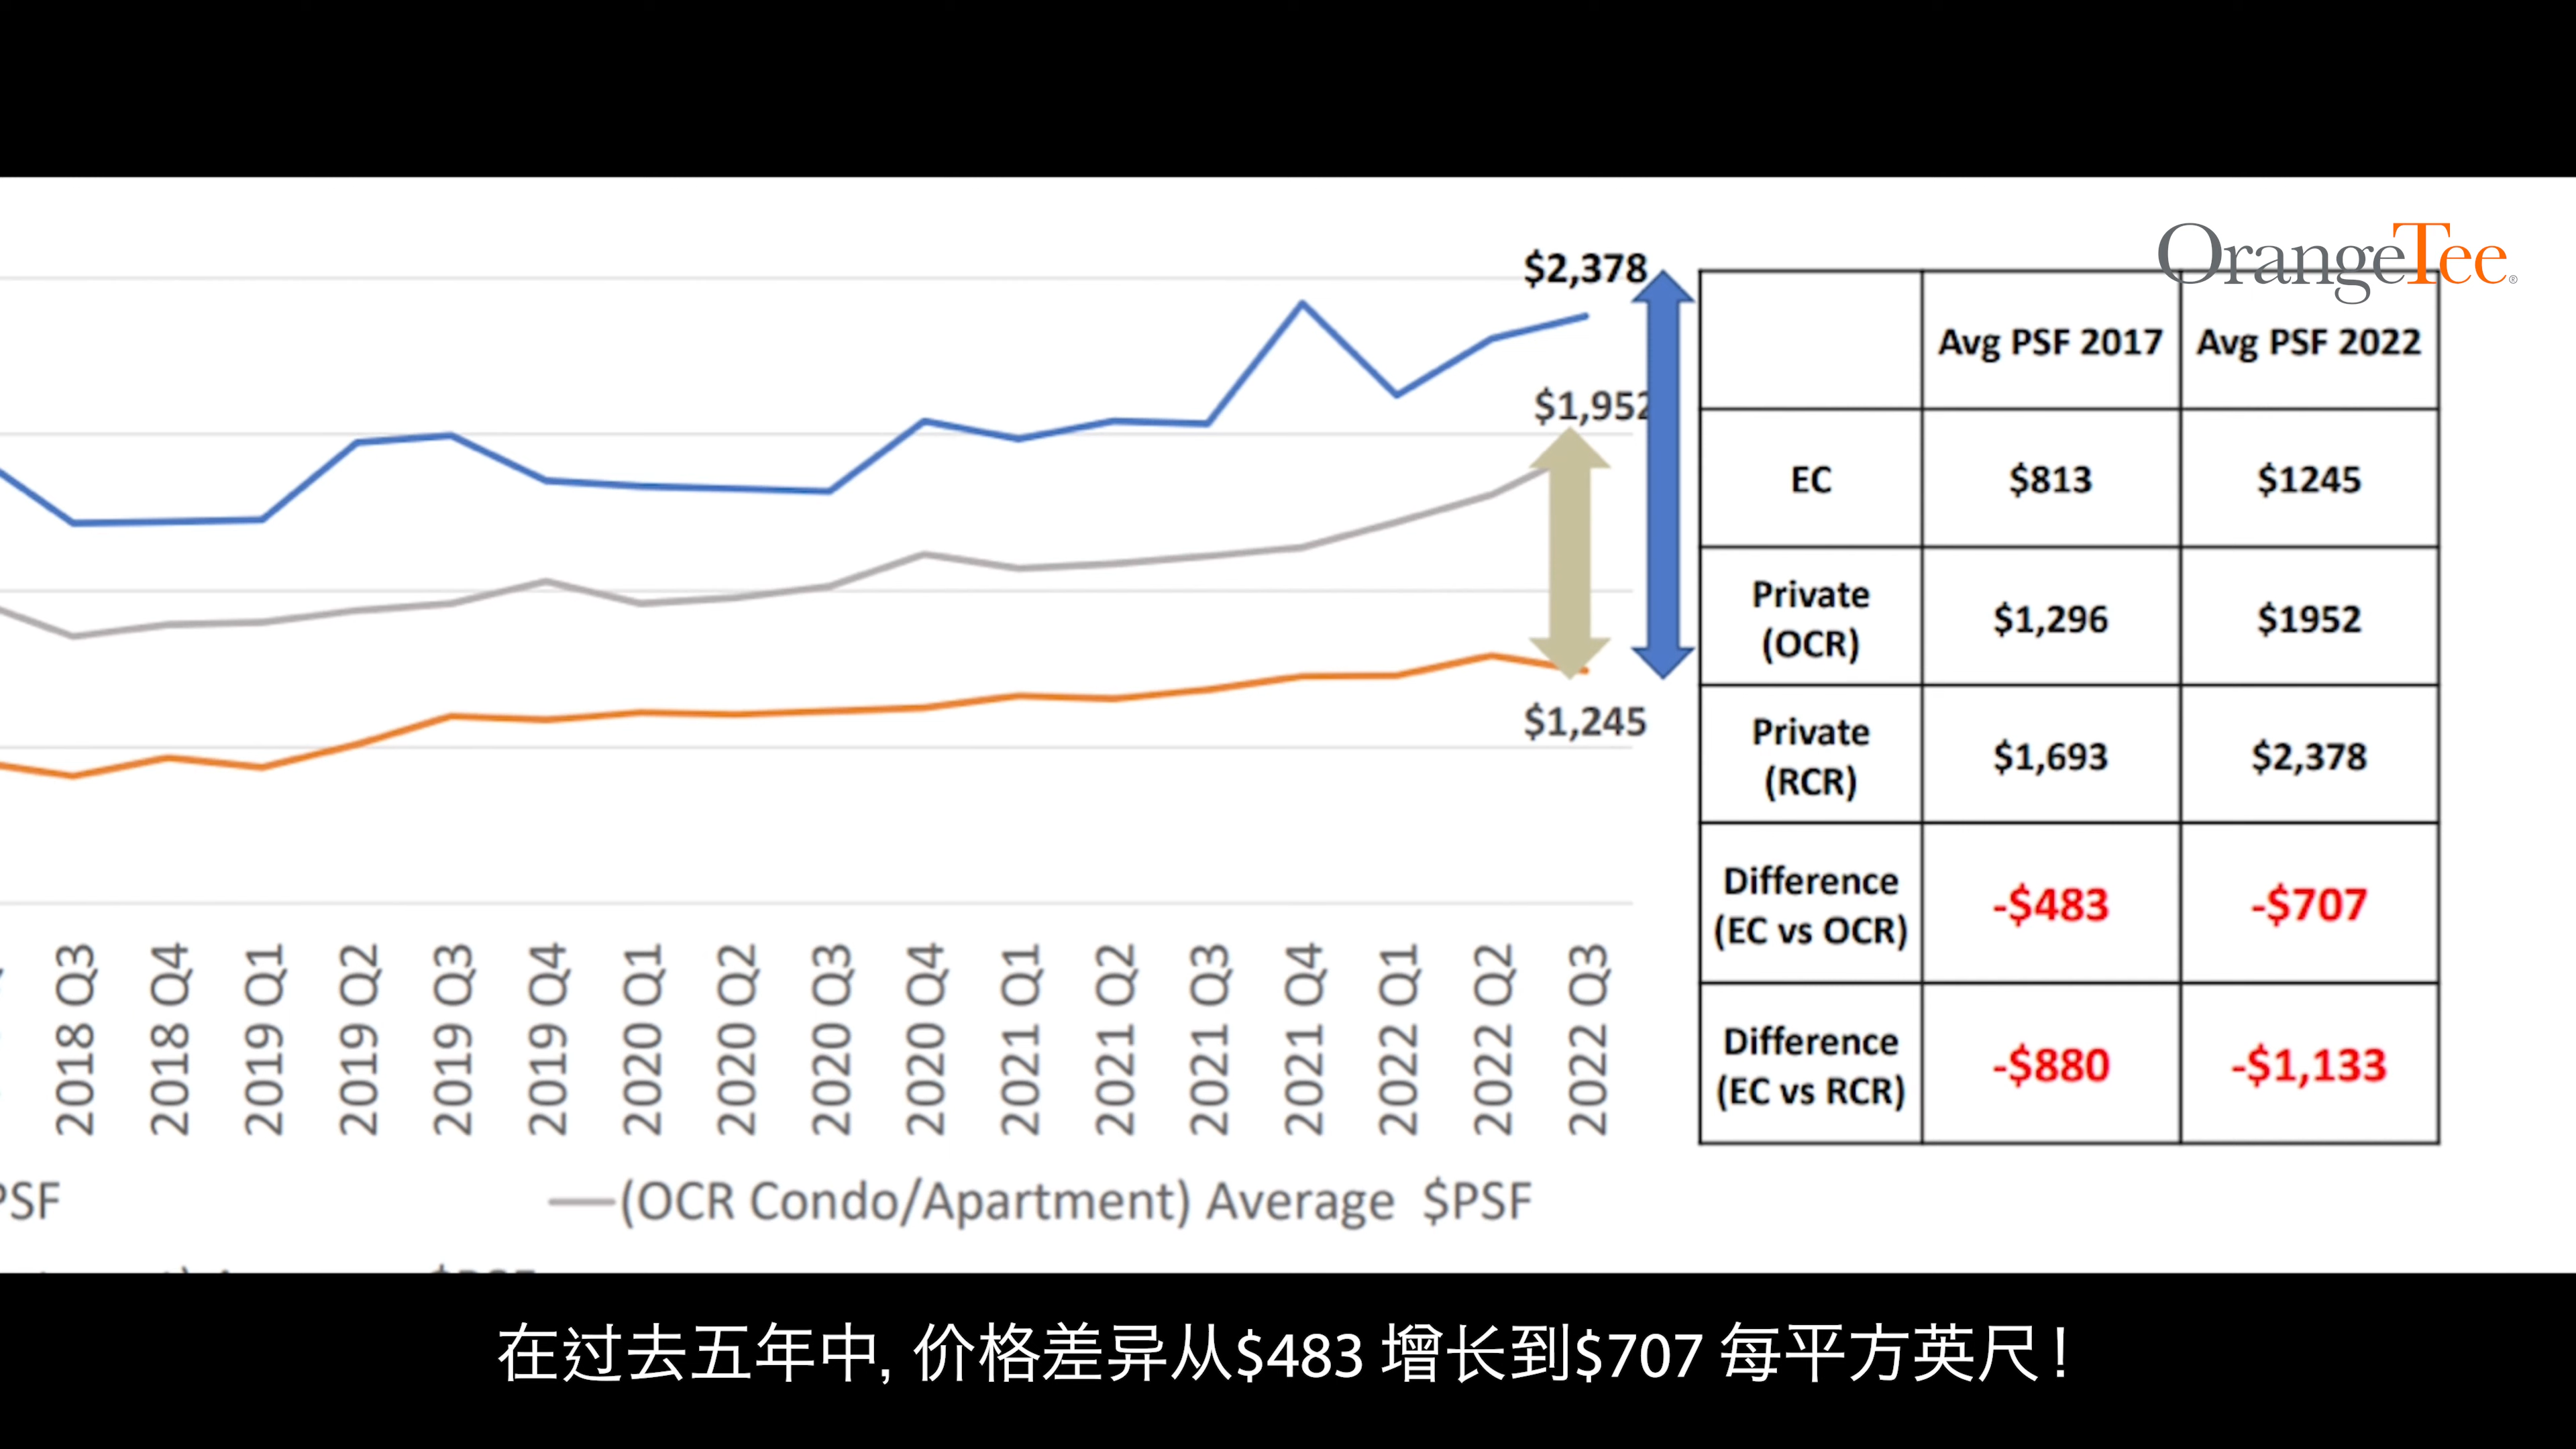 OrangeTee®
$2,378
$1,952
$1,245
Avg PSF 2017 Avg PSF 2022
EC $813 $1245
Private
(OCR) $1,296 $1952
Private
(RCR) $1,693 $2,378
Difference
(EC vs OCR) -$483 -$707
Difference
(EC vs RCR) -$880 -$1,133
2018 Q3
2018 Q4
2019 Q1
2019 Q2
2019 Q3
2019 Q4
2020 Q1
2020 Q2
2020 Q3
2020 Q4
2021 Q1
2021 Q2
2021 Q3
2021 Q4
2022 Q1
2022 Q2
2022 Q3
PSF
(OCR Condo/Apartment) Average $PSF
在过去五年中, 价格差异从$483 增长到$707 每平方英尺!